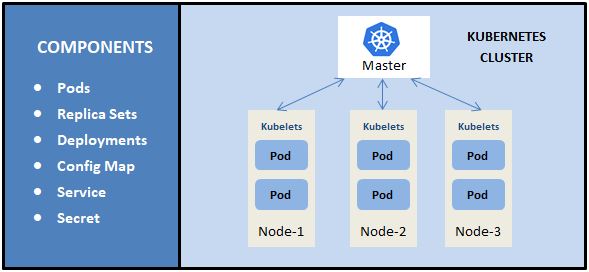 COMPONENTS
Pods
Replica Sets
Deployments
Config Map
Service
Secret
KUBERNETES
CLUSTER
Master
Kubelets
Pod
Pod
Node-1
Kubelets
Pod
Pod
Node-2
Kubelets
Pod
Pod
Node-3